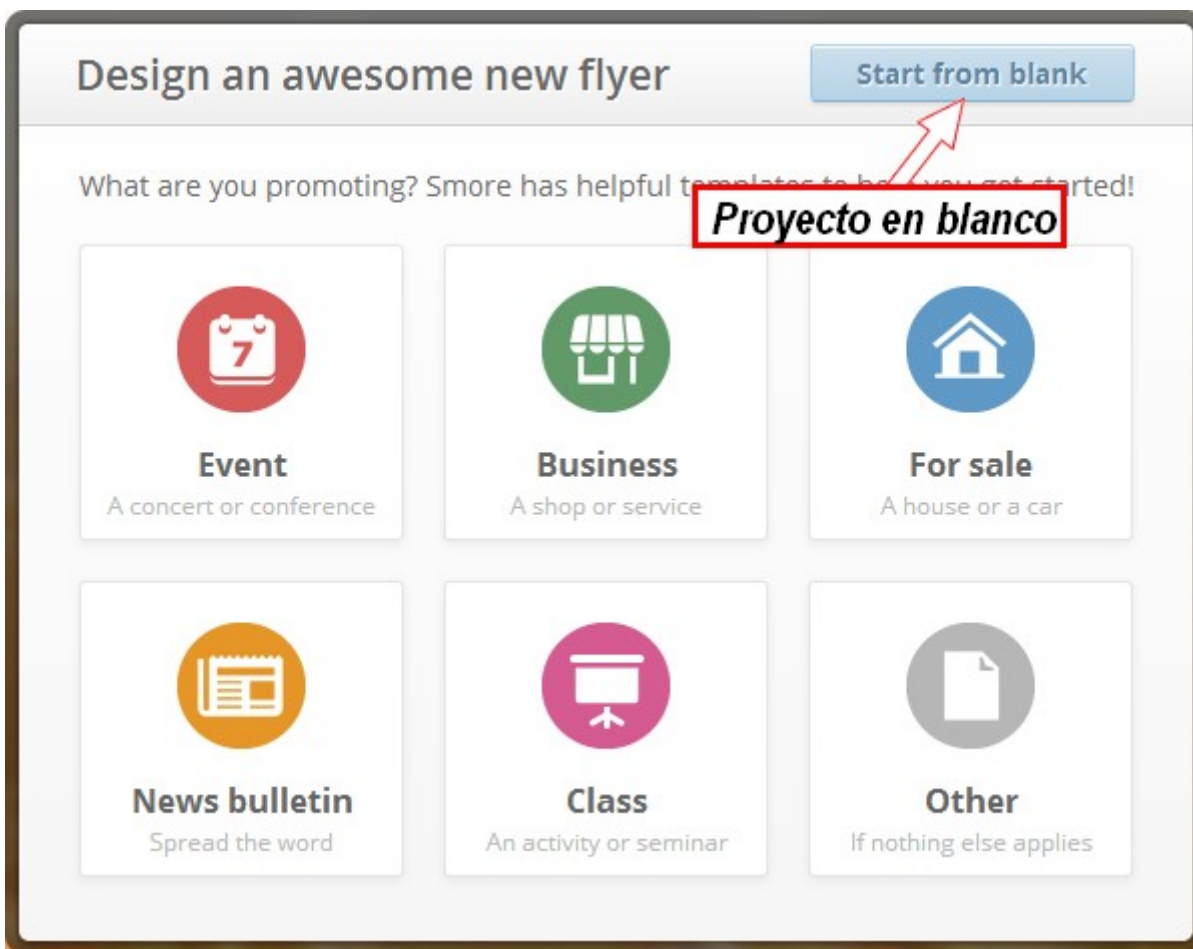 Design an awesome new flyer
Start from blank
What are you promoting? Smore has helpful templates to help you get started!
Proyecto en blanco
7
Event
A concert or conference
Business
A shop or service
For sale
A house or a car
News bulletin
Spread the word
Class
An activity or seminar
Other
If nothing else applies